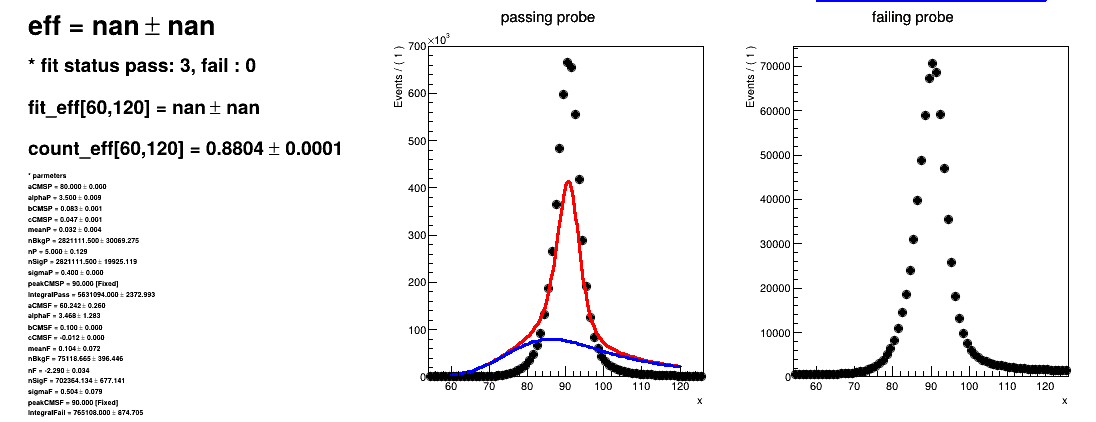 eff = nan ± nan
* fit status pass: 3, fail : 0
fit_eff[60,120] = nan ± nan
count_eff[60,120] = 0.8804 ± 0.0001
* parmeters
aCMSP = 80.000 ± 0.000
alphaP = 3.500 ± 0.009
bCMSP = 0.083 ± 0.001
cCMSP = 0.047 ± 0.001
meanP = 0.032 ± 0.004
nBkgP = 2821111.500 ± 30069.275
nP = 5.000 ± 0.129
nSigP = 2821111.500 ± 19925.119
sigmaP = 0.400 ± 0.000
peakCMSP = 90.000 [Fixed]
integralPass = 5631094.000 ± 2372.993
aCMSF = 60.242 ± 0.260
alphaF = 3.468 ± 1.283
bCMSF = 0.100 ± 0.000
cCMSF = -0.012 ± 0.000
meanF = 0.104 ± 0.072
nBkgF = 75118.665 ± 396.446
nF = -2.290 ± 0.034
nSigF = 702364.134 ± 677.141
sigmaF = 0.504 ± 0.079
peakCMSF = 90.000 [Fixed]
integralFail = 765108.000 ± 874.705
passing probe
×10³
Events / ( 1 )
700
600
500
400
300
200
100
0
60 70 80 90 100 110 120
x
failing probe
Events / ( 1 )
70000
60000
50000
40000
30000
20000
10000
0
60 70 80 90 100 110 120
x